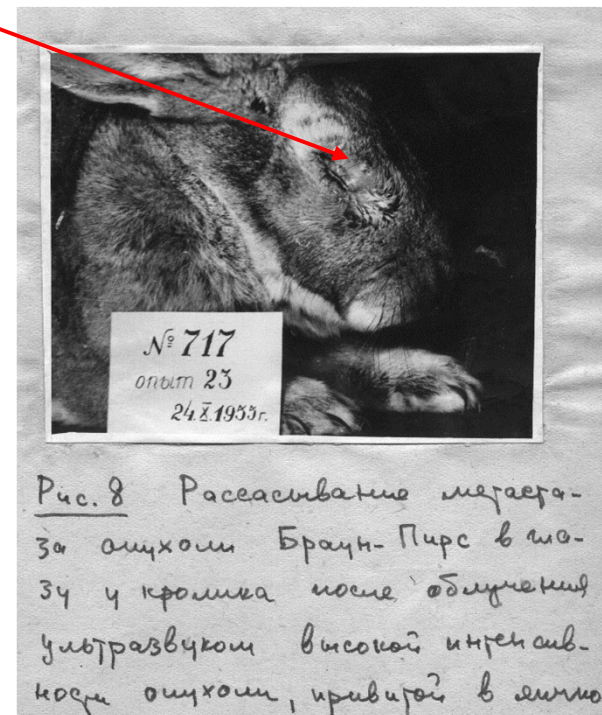 № 717
опыт 23
24.X.1955г.
Рис. 8 Рассасывание метаста-
за опухоли Браун-Пирс в гла-
зу у кролика после облучения
ультразвуком высокой интенсив-
ности опухоли, привитой в яичко